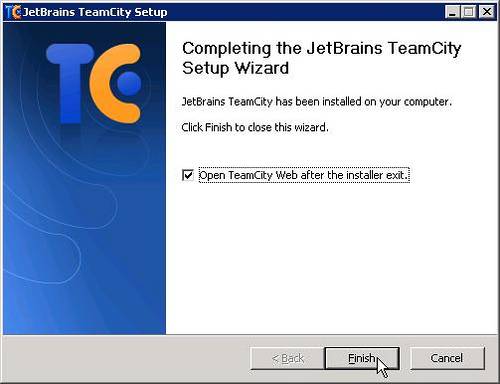 TC JetBrains TeamCity Setup
TC
Completing the JetBrains TeamCity
Setup Wizard
JetBrains TeamCity has been installed on your computer.
Click Finish to close this wizard.
Open TeamCity Web after the installer exit.
< Back
Finish
Cancel